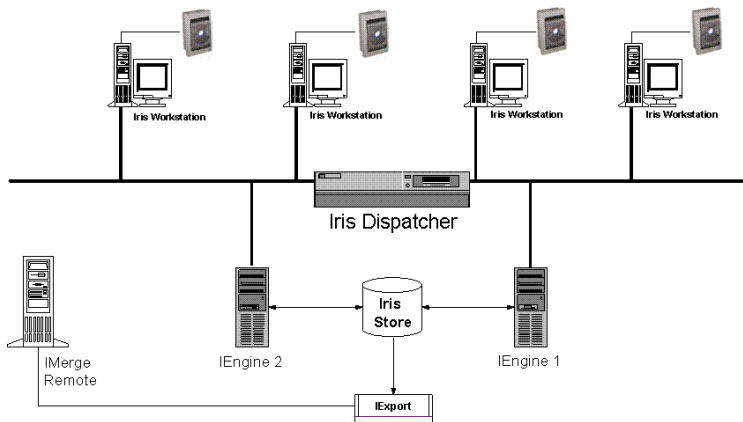 Iris Workstation
Iris Workstation
Iris Workstation
Iris Workstation
Iris Dispatcher
Iris
Store
IMerge
Remote
IEngine 2
IEngine 1
IExport